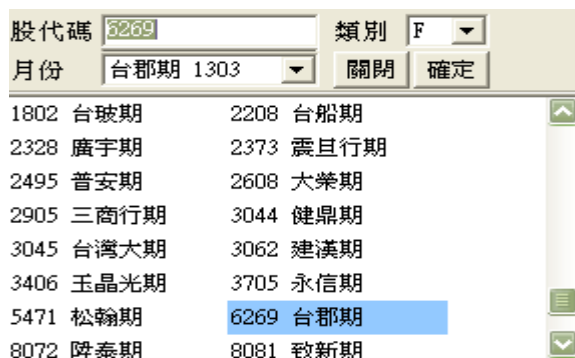 股代碼 6269 類別 F
月份 台郡期 1303 關閉 確定
1802 台玻期 2208 台船期
2328 廣宇期 2373 震旦行期
2495 普安期 2608 大榮期
2905 三商行期 3044 健鼎期
3045 台灣大期 3062 建漢期
3406 玉晶光期 3705 永信期
5471 松翰期 6269 台郡期
8072 陞泰期 8081 致新期